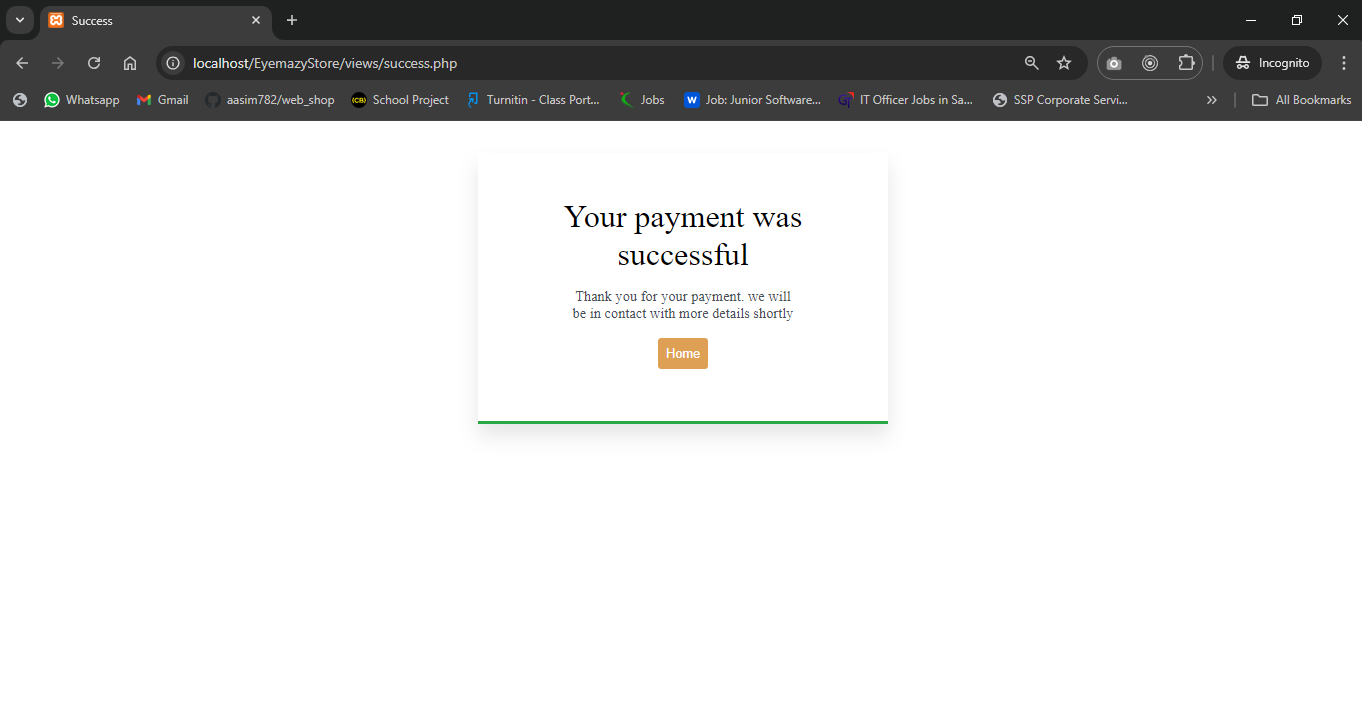 Success
localhost/EyemazyStore/views/success.php
Incognito
Whatsapp
Gmail
aasim782/web_shop
(CB)
School Project
Turnitin - Class Port...
Jobs
W
Job: Junior Software...
IT Officer Jobs in Sa...
SSP Corporate Servi...
All Bookmarks
Your payment was
successful
Thank you for your payment. we will
be in contact with more details shortly
Home